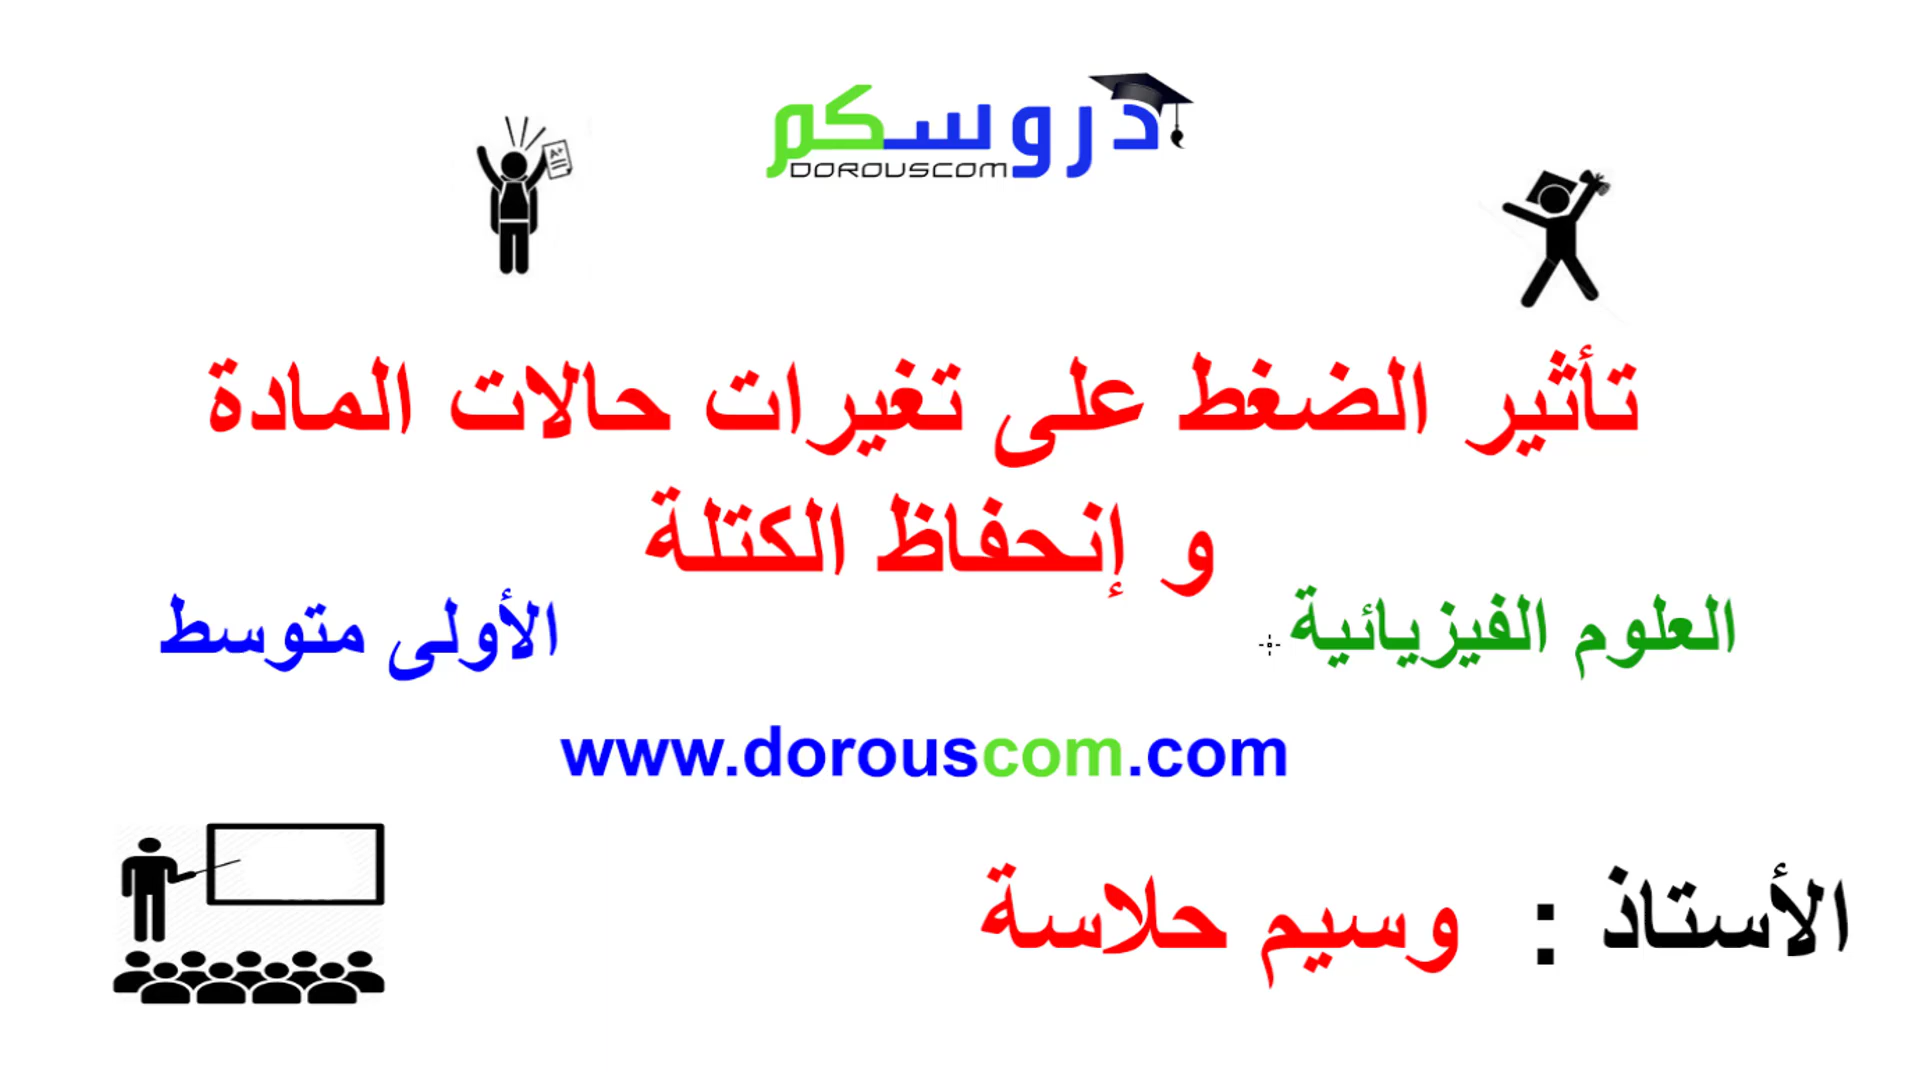 دروسكم
DOROUSCOM
A+
تأثير الضغط على تغيرات حالات المادة
و إنحفاظ الكتلة
العلوم الفيزيائية
الأولى متوسط
www.dorouscom.com
الأستاذ : وسيم حلاسة